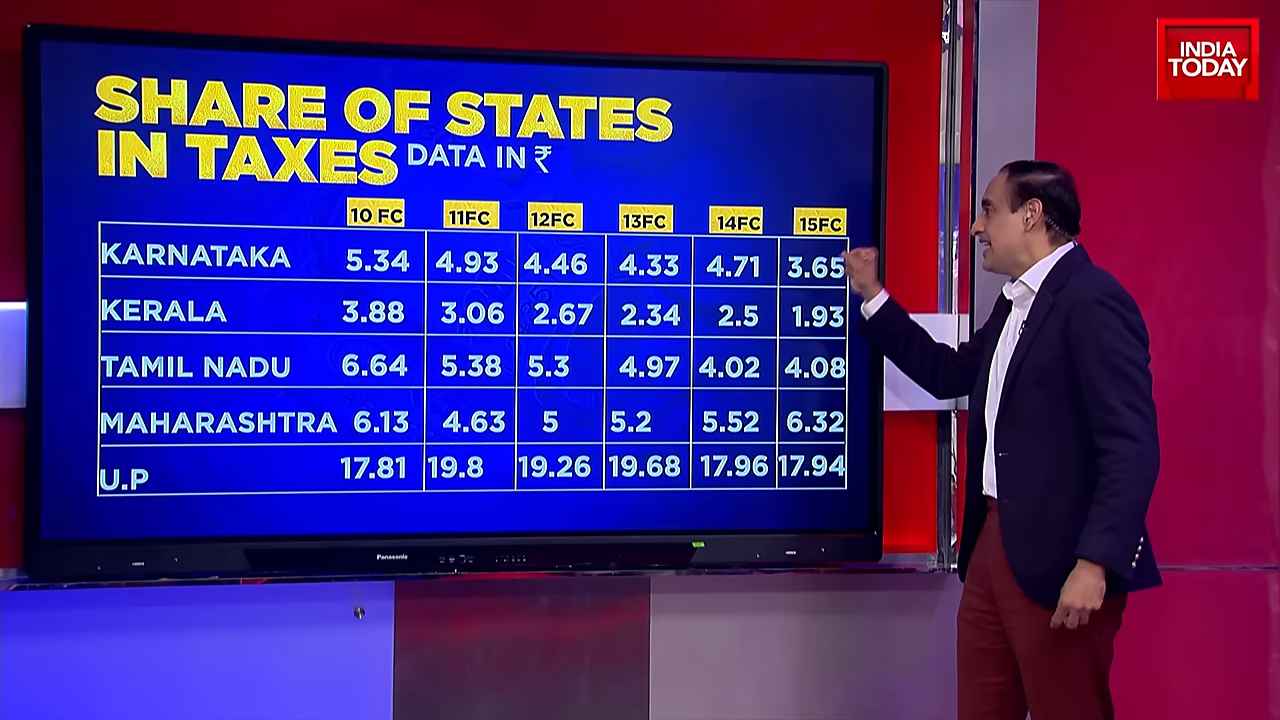 INDIA
TODAY
SHARE OF STATES
IN TAXES DATA IN ₹
10 FC 11FC 12FC 13FC 14FC 15FC
KARNATAKA 5.34 4.93 4.46 4.33 4.71 3.65
KERALA 3.88 3.06 2.67 2.34 2.5 1.93
TAMIL NADU 6.64 5.38 5.3 4.97 4.02 4.08
MAHARASHTRA 6.13 4.63 5 5.2 5.52 6.32
U.P 17.81 19.8 19.26 19.68 17.96 17.94
Panasonic